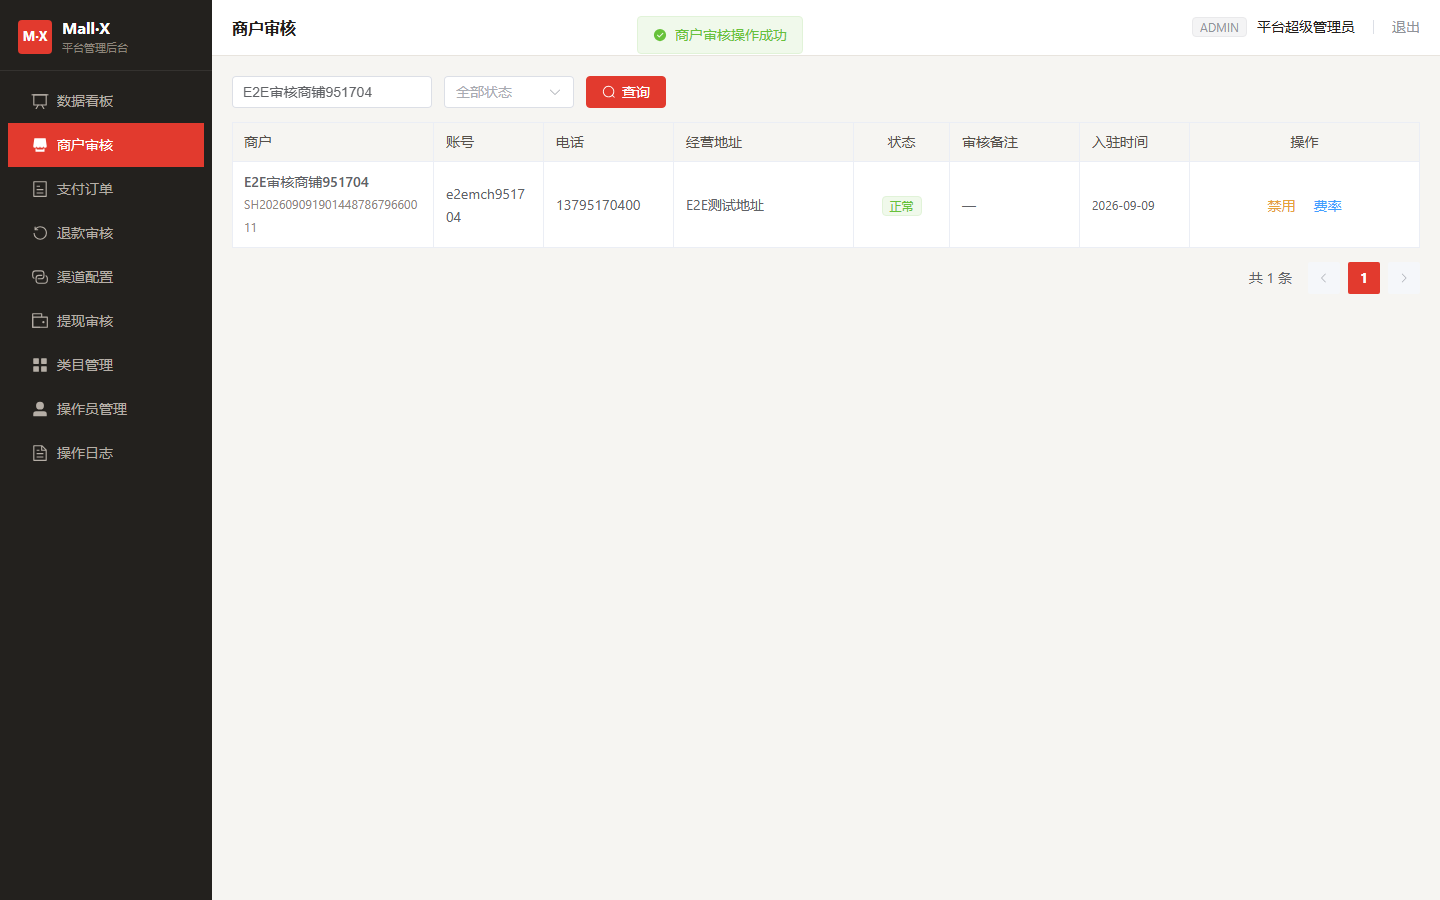 M·X
Mall·X
平台管理后台
数据看板
商户审核
支付订单
退款审核
渠道配置
提现审核
类目管理
操作员管理
操作日志
商户审核
商户审核操作成功
ADMIN 平台超级管理员 退出
E2E审核商铺951704 全部状态 查询
商户 账号 电话 经营地址 状态 审核备注 入驻时间 操作
E2E审核商铺951704
SH20260909190144878679660011
e2emch951704
13795170400 E2E测试地址 正常 — 2026-09-09 禁用 费率
共 1 条 1